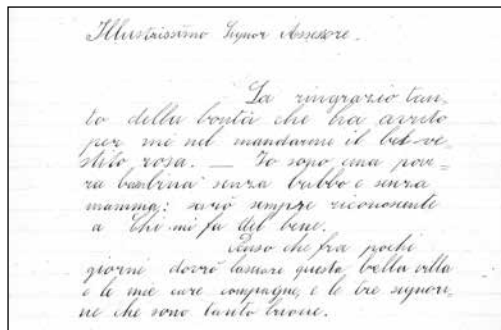 Illustrissimo Signor Assessore.
La ringrazio tan-
to della bontà che ha avuto
per me nel mandarmi il bel ve-
stito rosa. — Io sono una pove-
ra bambina senza babbo e senza
mamma: sarò sempre riconoscente
a Chi mi fa del bene.
Penso che fra pochi
giorni dovrò lasciare questa bella villa
e le mie care compagne, e le tre signori-
ne che sono tanto buone.